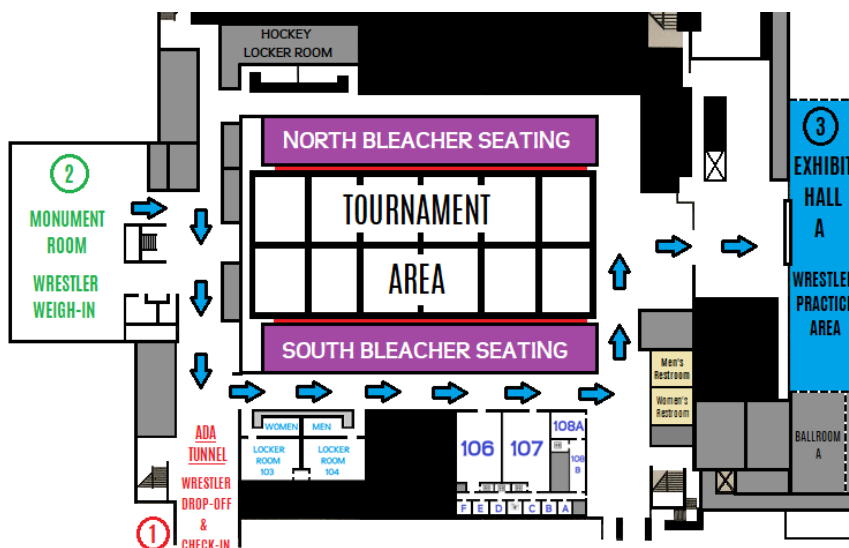 HOCKEY
LOCKER ROOM
NORTH BLEACHER SEATING
2
MONUMENT
ROOM
WRESTLER
WEIGH-IN
TOURNAMENT
AREA
3
EXHIBIT
HALL
A
WRESTLER
PRACTICE
AREA
SOUTH BLEACHER SEATING
Men's
Restroom
Women's
Restroom
BALLROOM
A
ADA
TUNNEL
WRESTLER
DROP-OFF
&
CHECK-IN
1
WOMEN
MEN
LOCKER
ROOM
103
LOCKER
ROOM
104
106
107
108A
108
B
F E D C B A